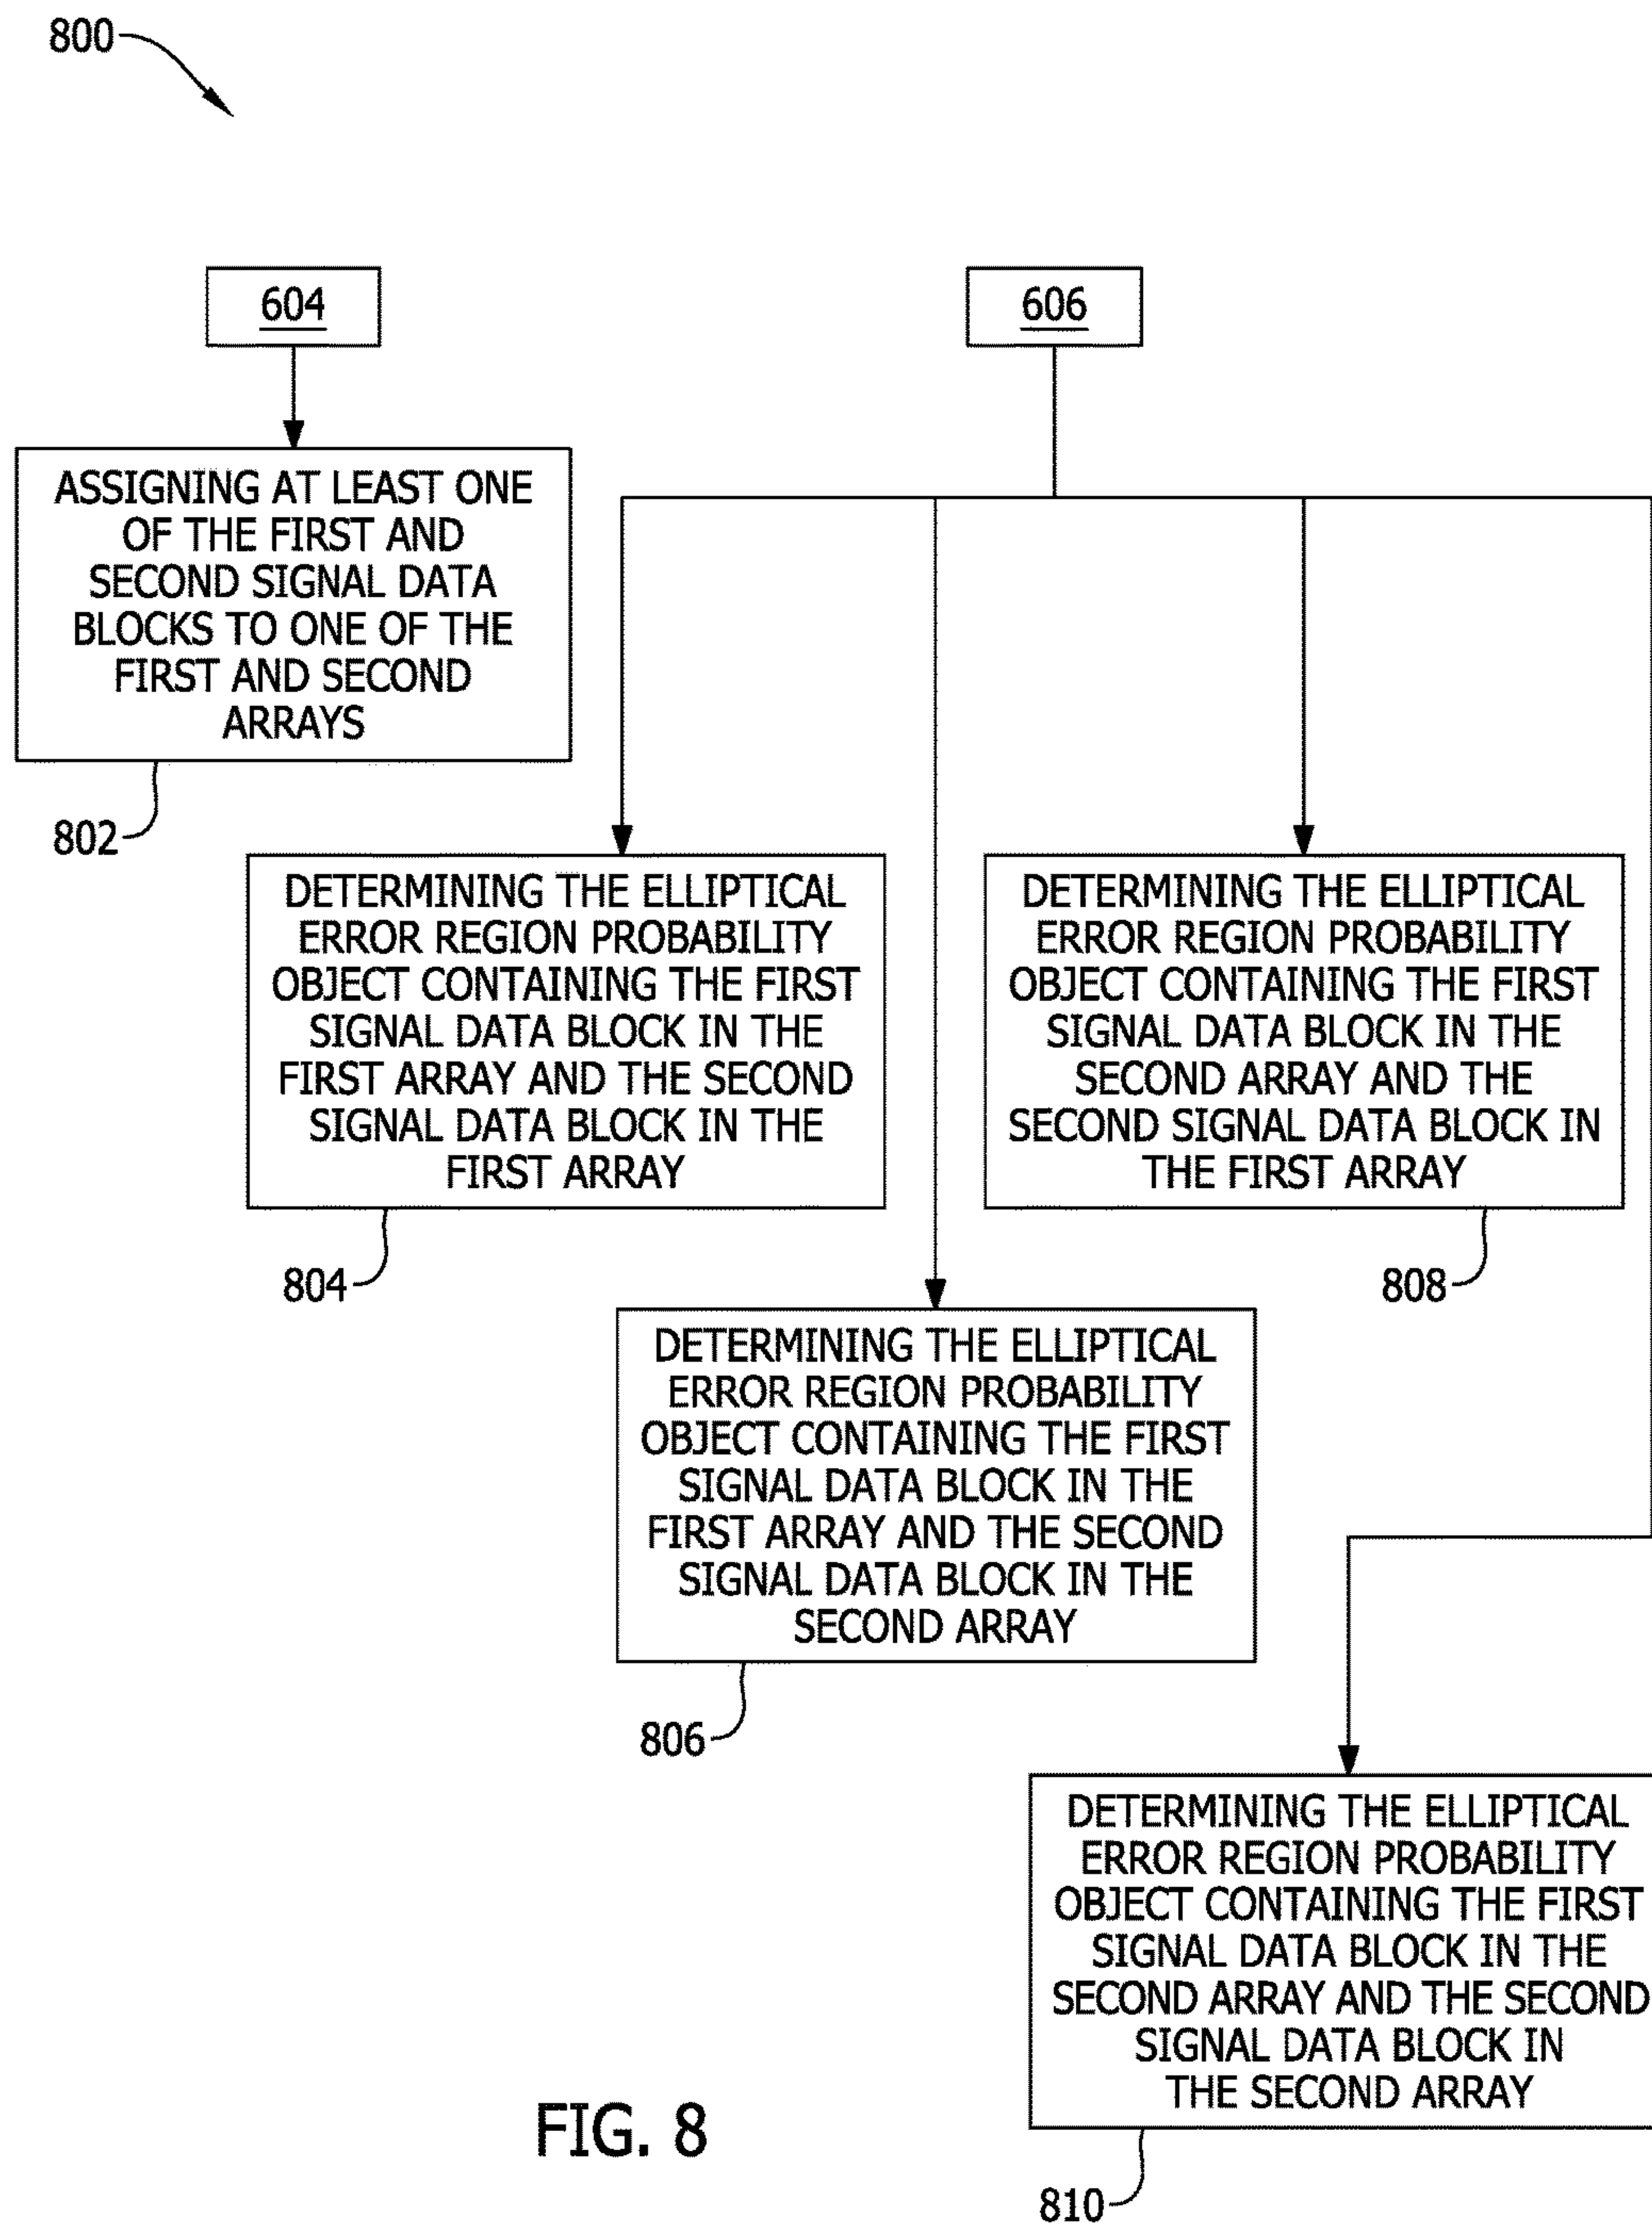 800
604
606
ASSIGNING AT LEAST ONE
OF THE FIRST AND
SECOND SIGNAL DATA
BLOCKS TO ONE OF THE
FIRST AND SECOND
ARRAYS
802
DETERMINING THE ELLIPTICAL
ERROR REGION PROBABILITY
OBJECT CONTAINING THE FIRST
SIGNAL DATA BLOCK IN THE
FIRST ARRAY AND THE SECOND
SIGNAL DATA BLOCK IN THE
FIRST ARRAY
804
DETERMINING THE ELLIPTICAL
ERROR REGION PROBABILITY
OBJECT CONTAINING THE FIRST
SIGNAL DATA BLOCK IN THE
SECOND ARRAY AND THE
SECOND SIGNAL DATA BLOCK IN
THE FIRST ARRAY
808
DETERMINING THE ELLIPTICAL
ERROR REGION PROBABILITY
OBJECT CONTAINING THE FIRST
SIGNAL DATA BLOCK IN THE
FIRST ARRAY AND THE SECOND
SIGNAL DATA BLOCK IN THE
SECOND ARRAY
806
DETERMINING THE ELLIPTICAL
ERROR REGION PROBABILITY
OBJECT CONTAINING THE FIRST
SIGNAL DATA BLOCK IN THE
SECOND ARRAY AND THE SECOND
SIGNAL DATA BLOCK IN
THE SECOND ARRAY
810
FIG. 8